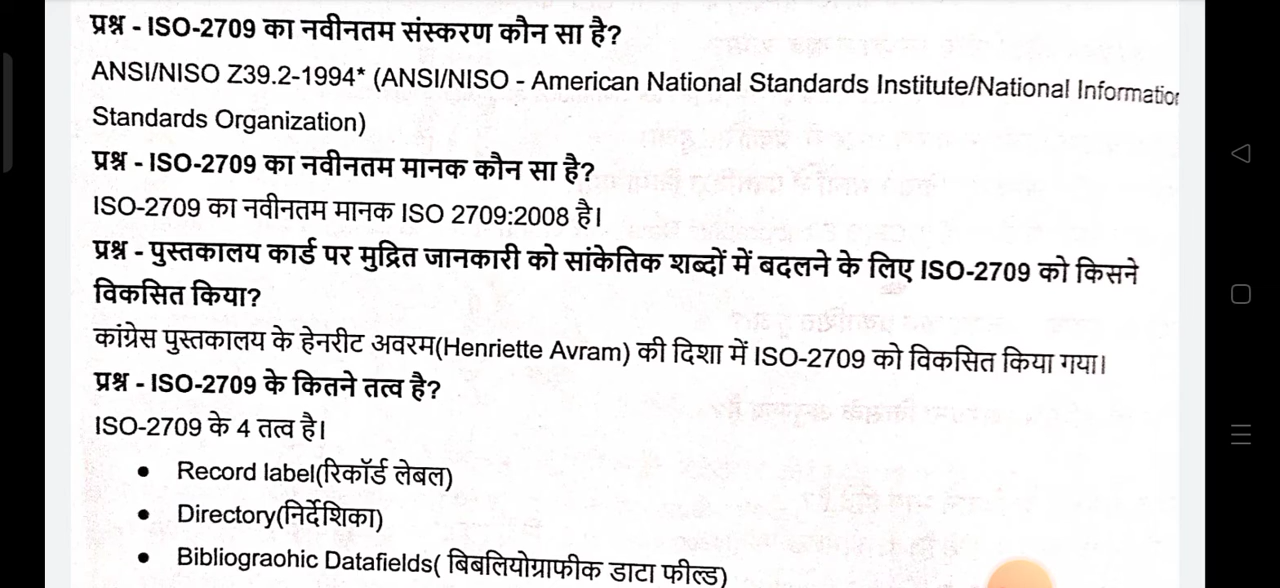 प्रश्न - ISO-2709 का नवीनतम संस्करण कौन सा है?
ANSI/NISO Z39.2-1994* (ANSI/NISO - American National Standards Institute/National Information
Standards Organization)
प्रश्न - ISO-2709 का नवीनतम मानक कौन सा है?
ISO-2709 का नवीनतम मानक ISO 2709:2008 है।
प्रश्न - पुस्तकालय कार्ड पर मुद्रित जानकारी को सांकेतिक शब्दों में बदलने के लिए ISO-2709 को किसने
विकसित किया?
कांग्रेस पुस्तकालय के हेनरीट अवरम(Henriette Avram) की दिशा में ISO-2709 को विकसित किया गया।
प्रश्न - ISO-2709 के कितने तत्व है?
ISO-2709 के 4 तत्व है।
• Record label(रिकॉर्ड लेबल)
• Directory(निर्देशिका)
• Bibliograohic Datafields( बिबलियोग्राफीक डाटा फील्ड)